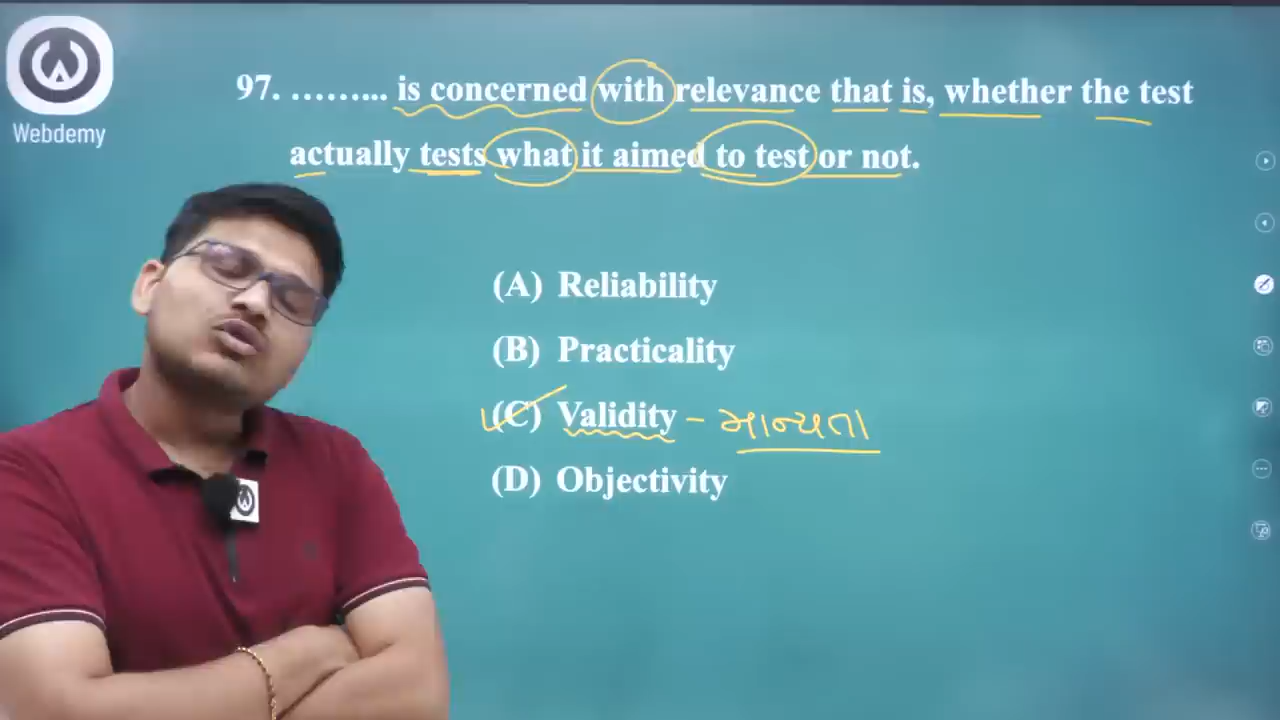 Webdemy
97. ......... is concerned with relevance that is, whether the test
actually tests what it aimed to test or not.
(A) Reliability
(B) Practicality
(C) Validity - માન્યતા
(D) Objectivity